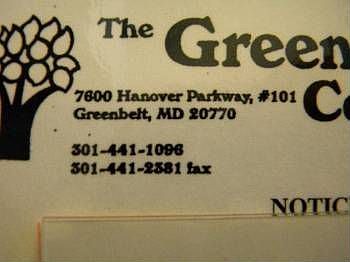 The Green
7600 Hanover Parkway, #101
Greenbelt, MD 20770
Co
301-441-1096
301-441-2381 fax
NOTIC